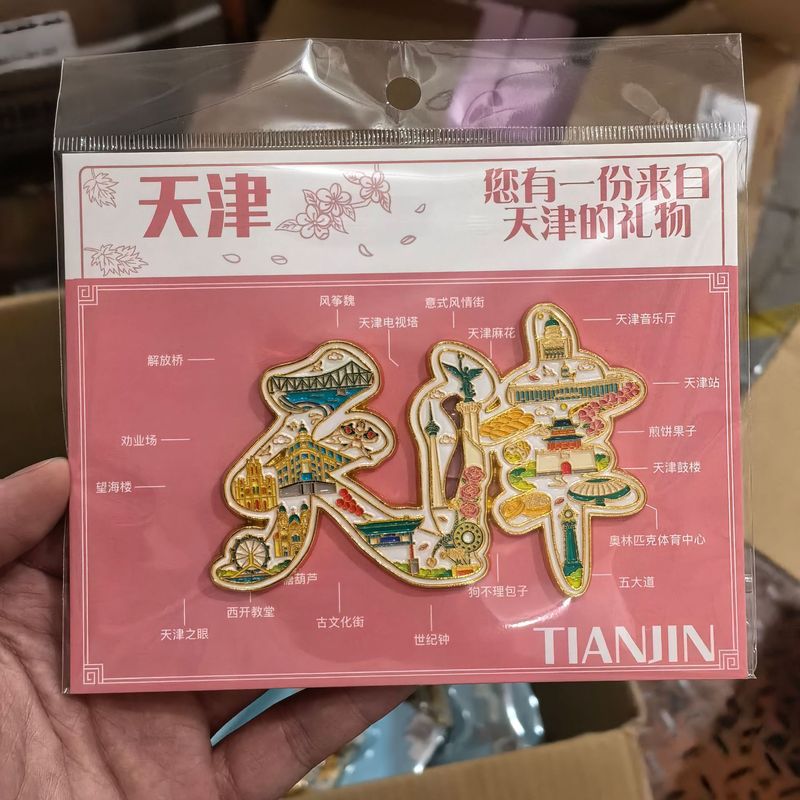 天津
您有一份来自
天津的礼物
风筝魏
意式风情街
天津电视塔
天津麻花
天津音乐厅
解放桥
天津站
劝业场
煎饼果子
望海楼
天津鼓楼
天津
奥林匹克体育中心
糖葫芦
狗不理包子
五大道
西开教堂
古文化街
天津之眼
世纪钟
TIANJIN